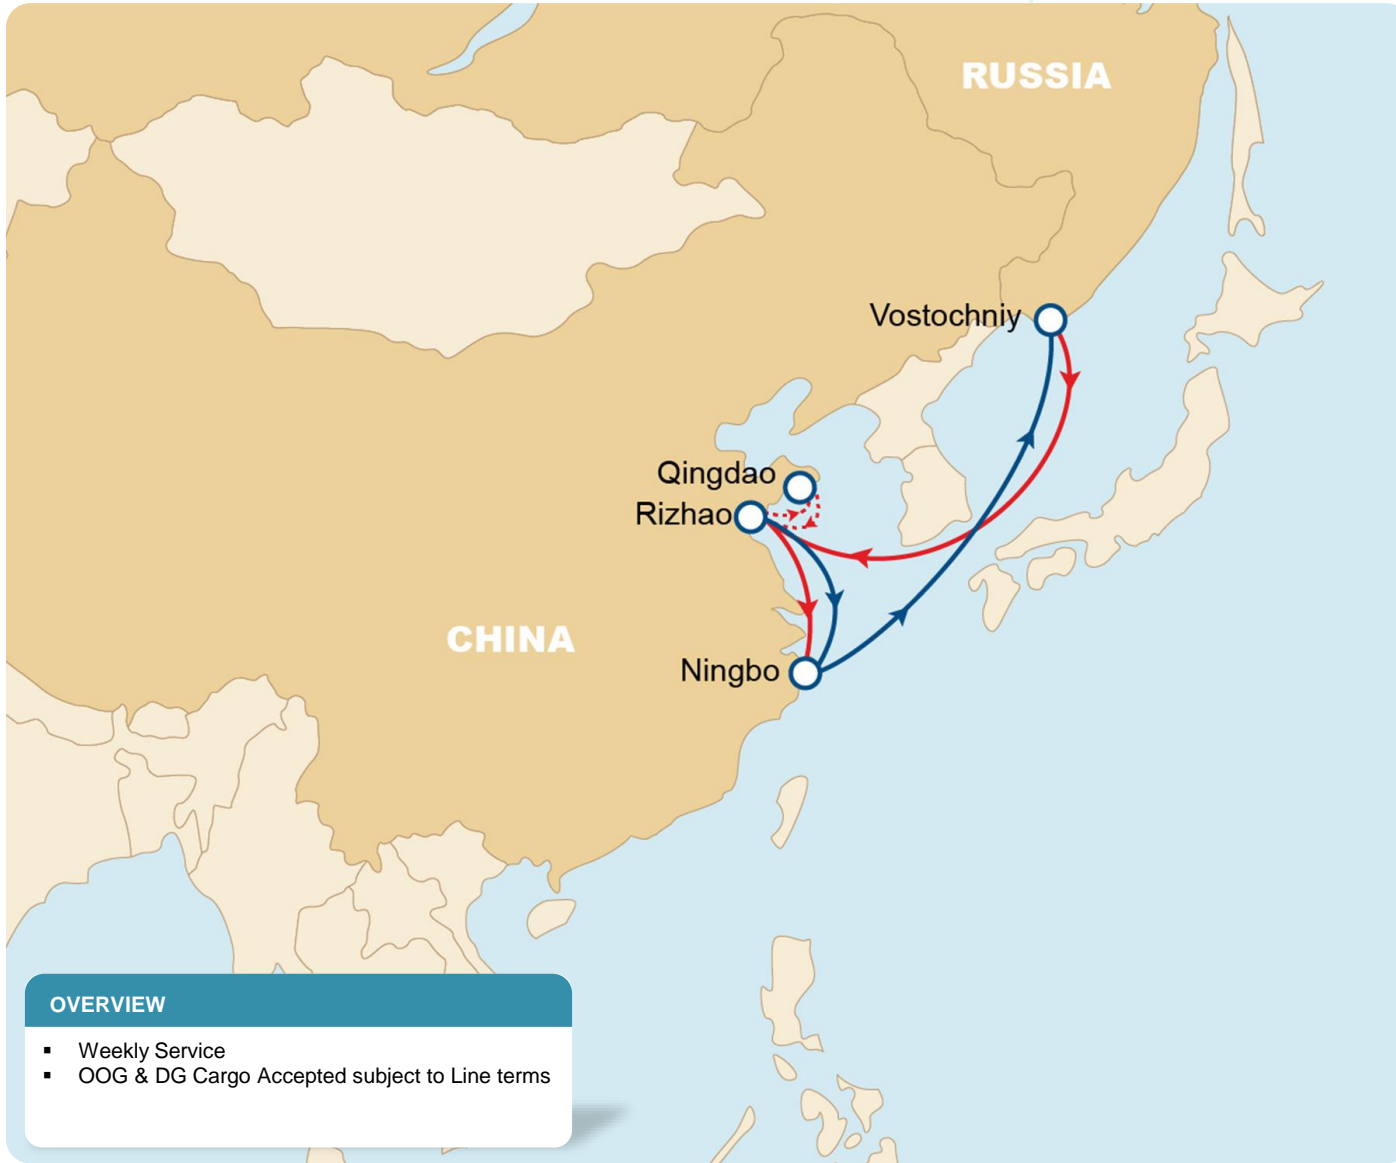 RUSSIA
Vostochniy
Qingdao
Rizhao
CHINA
Ningbo
OVERVIEW
▪ Weekly Service
▪ OOG & DG Cargo Accepted subject to Line terms